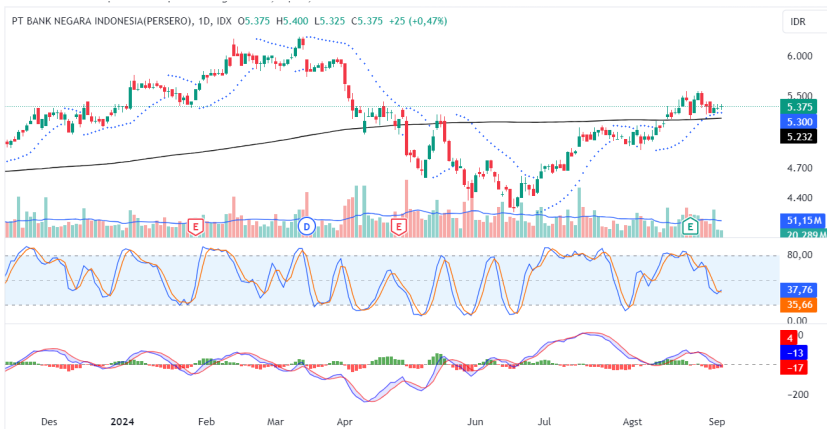 PT BANK NEGARA INDONESIA(PERSERO), 1D, IDX O5.375 H5.400 L5.325 C5.375 +25 (+0,47%)
IDR
6.000
5.500
5.375
5.300
5.232
4.700
4.400
E
D
E
E
51,15M
20,289M
80,00
37,76
35,66
0.00
4
−13
−17
−200
Des 2024 Feb Mar Apr Jun Jul Agst Sep